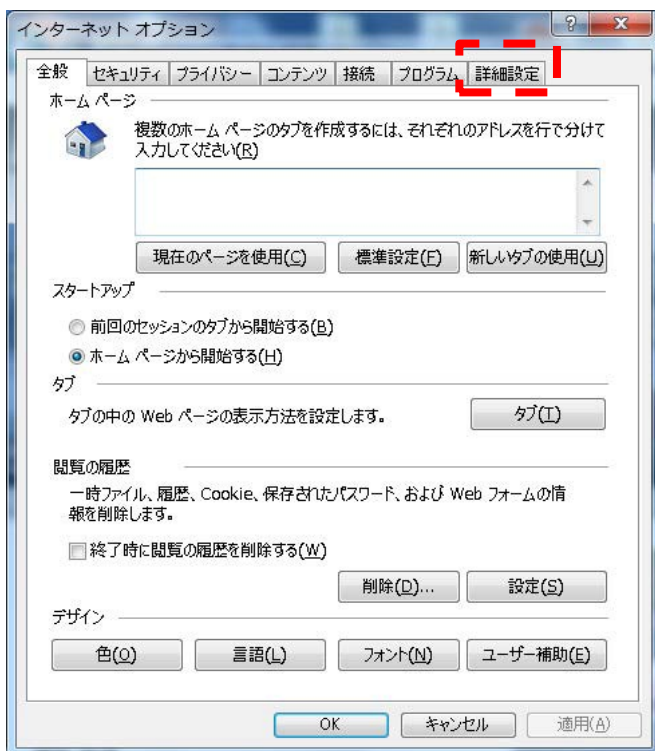 インターネット オプション
全般 セキュリティ プライバシー コンテンツ 接続 プログラム 詳細設定
ホーム ページ
複数のホーム ページのタブを作成するには、それぞれのアドレスを行で分けて
入力してください(R)
現在のページを使用(C) 標準設定(F) 新しいタブの使用(U)
スタートアップ
前回のセッションのタブから開始する(B)
ホーム ページから開始する(H)
タブ
タブの中の Web ページの表示方法を設定します。 タブ(T)
閲覧の履歴
一時ファイル、履歴、Cookie、保存されたパスワード、および Web フォームの情
報を削除します。
終了時に閲覧の履歴を削除する(W)
削除(D)... 設定(S)
デザイン
色(O) 言語(L) フォント(N) ユーザー補助(E)
OK キャンセル 適用(A)